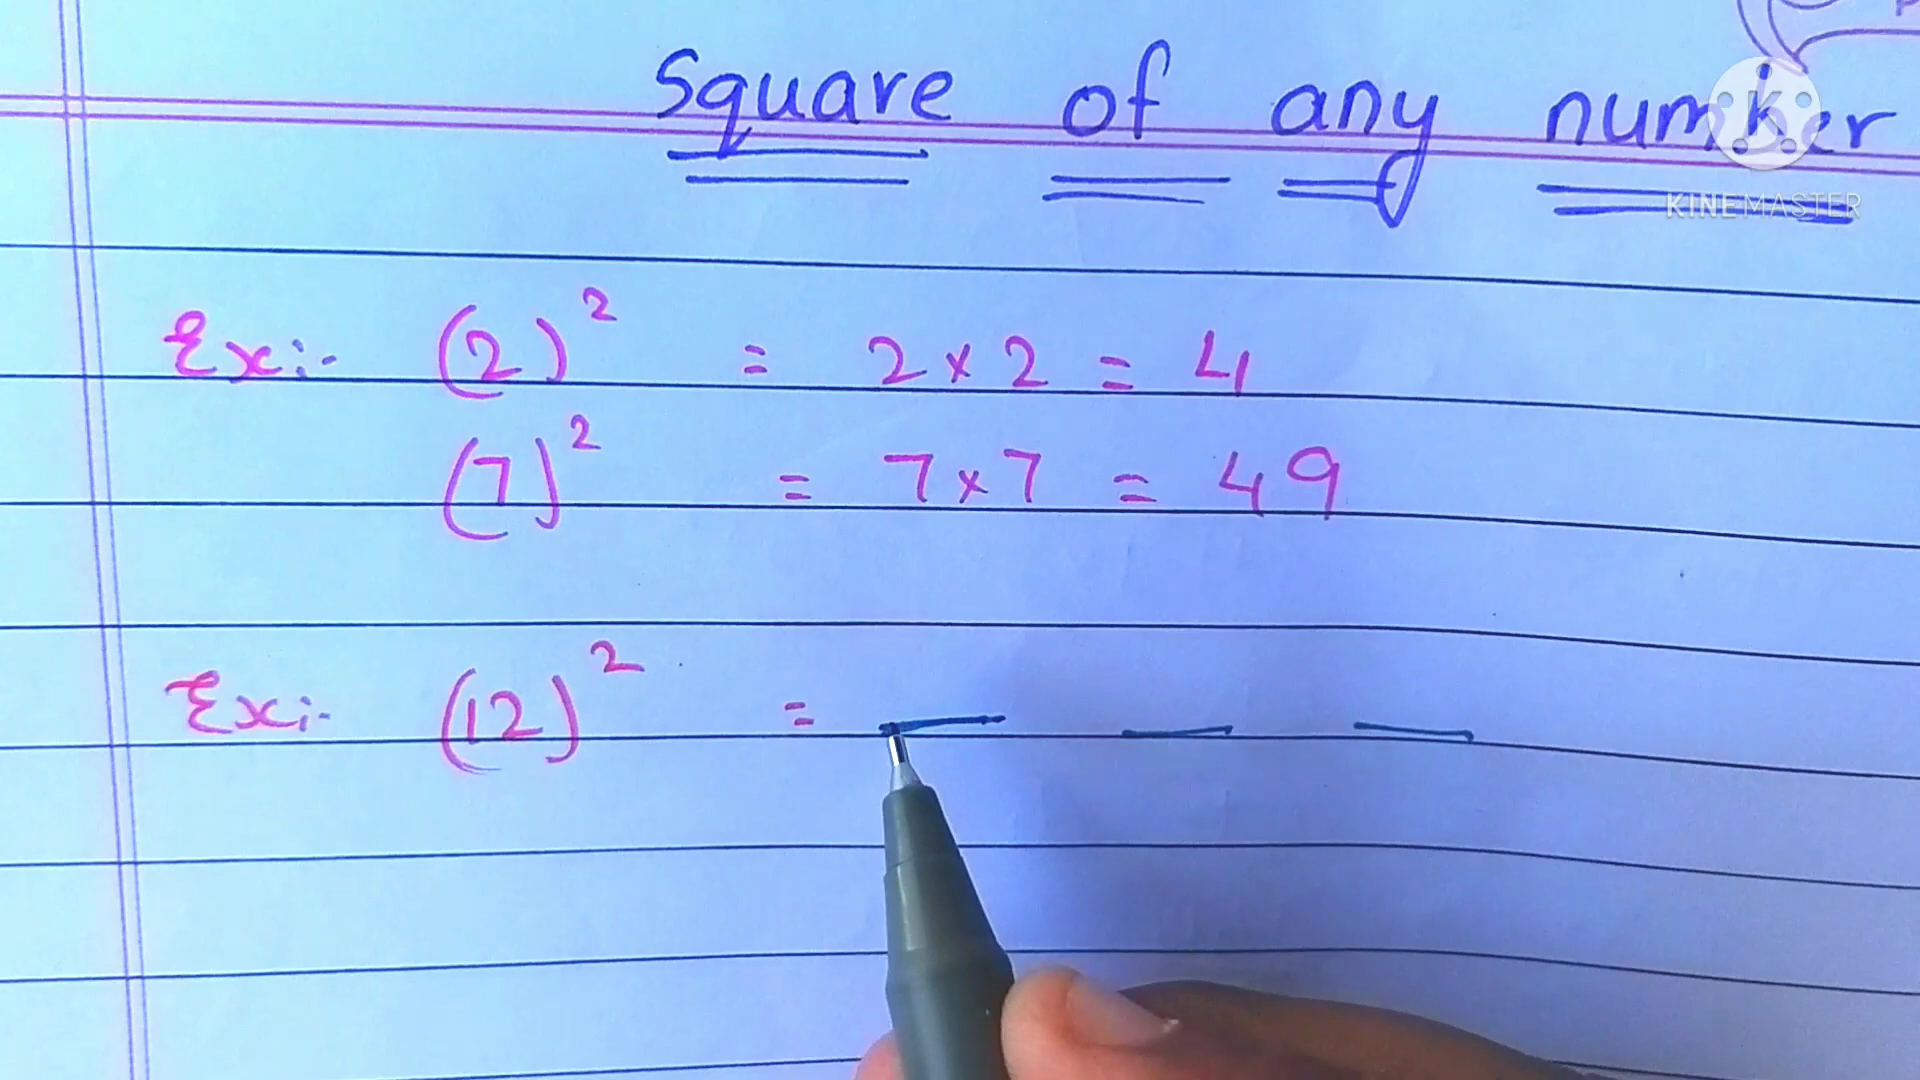 Square of any number
Ex:- (2)² = 2 × 2 = 4
(7)² = 7 × 7 = 49
Ex:- (12)² = _ _ _
KINEMASTER